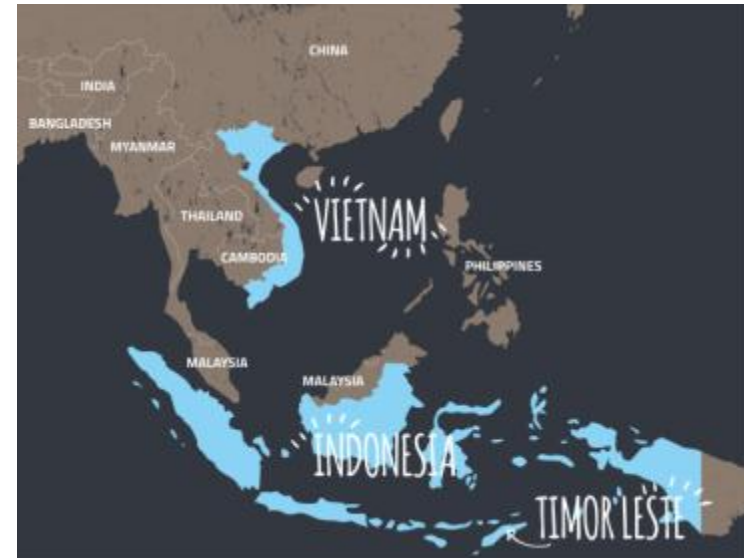 CHINA
INDIA
BANGLADESH
MYANMAR
THAILAND
VIETNAM
CAMBODIA
PHILIPPINES
MALAYSIA
MALAYSIA
INDONESIA
TIMOR LESTE